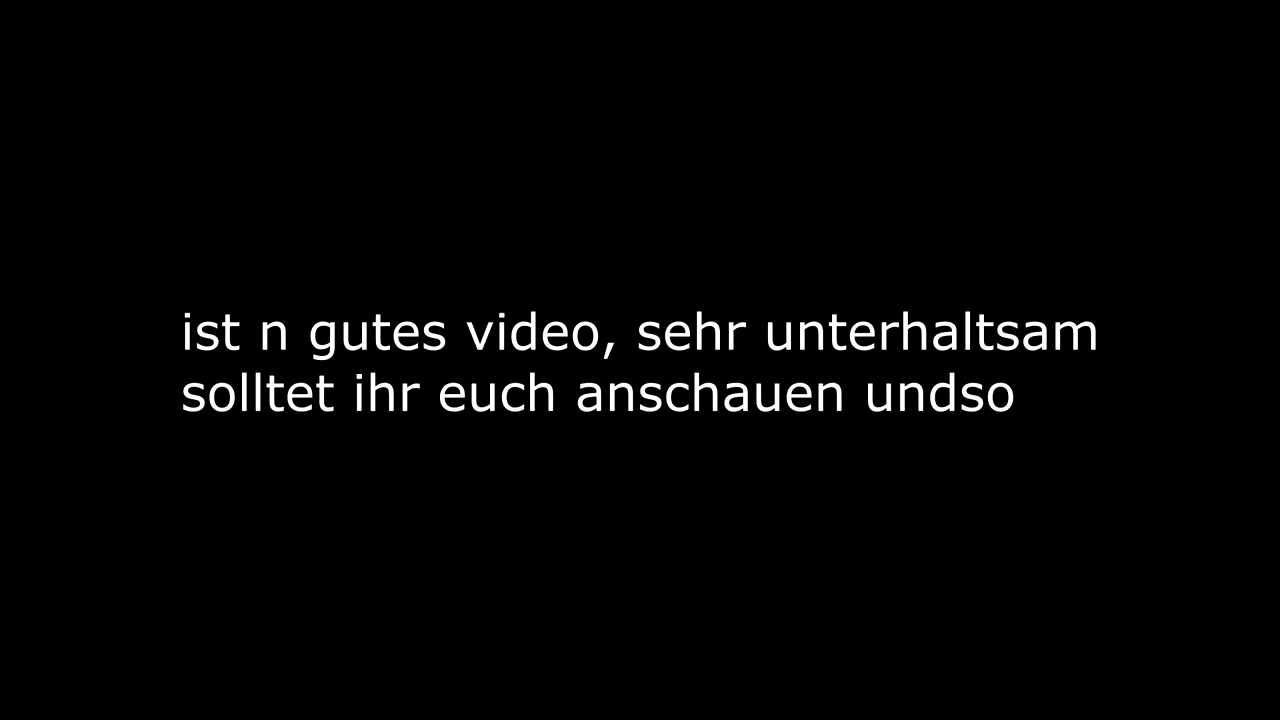 ist n gutes video, sehr unterhaltsam
solltet ihr euch anschauen undso